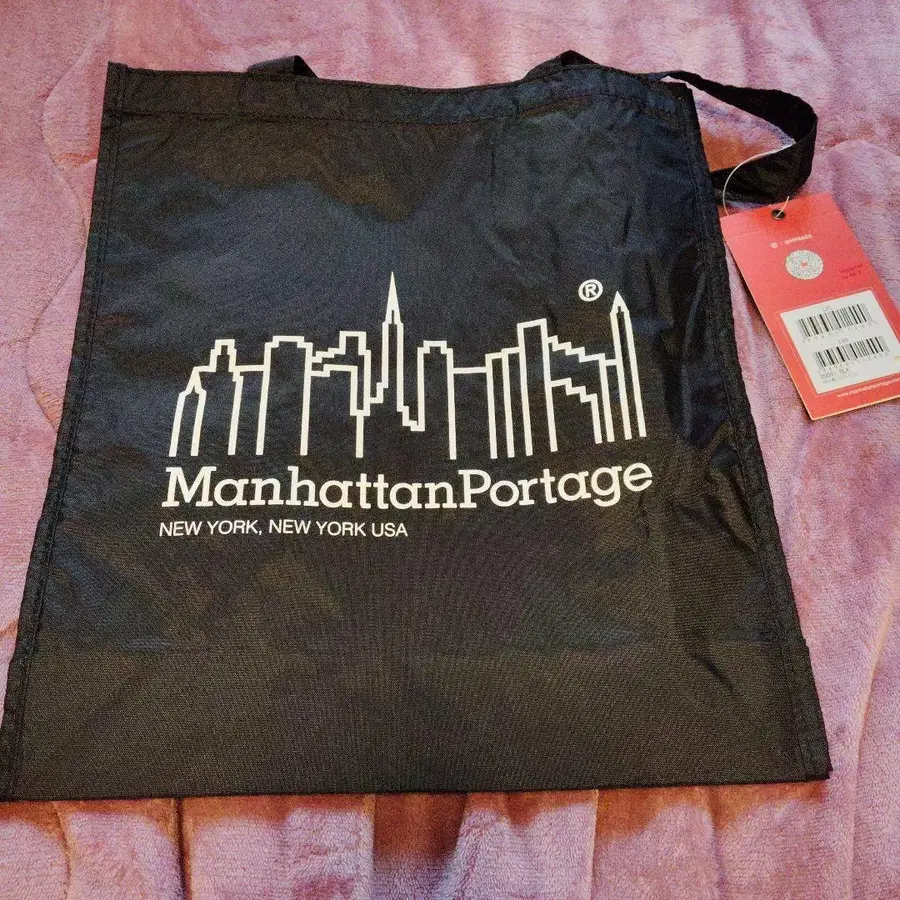 ®
ManhattanPortage
NEW YORK, NEW YORK USA